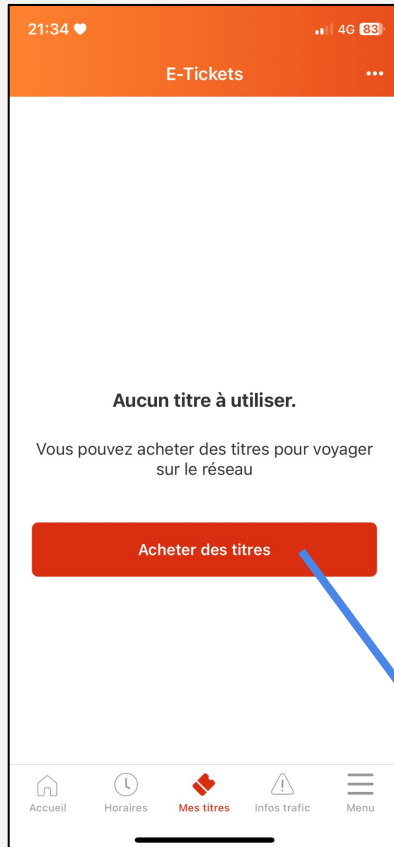 21:34
4G 83
E-Tickets
Aucun titre à utiliser.
Vous pouvez acheter des titres pour voyager
sur le réseau
Acheter des titres
Accueil Horaires Mes titres Infos trafic Menu